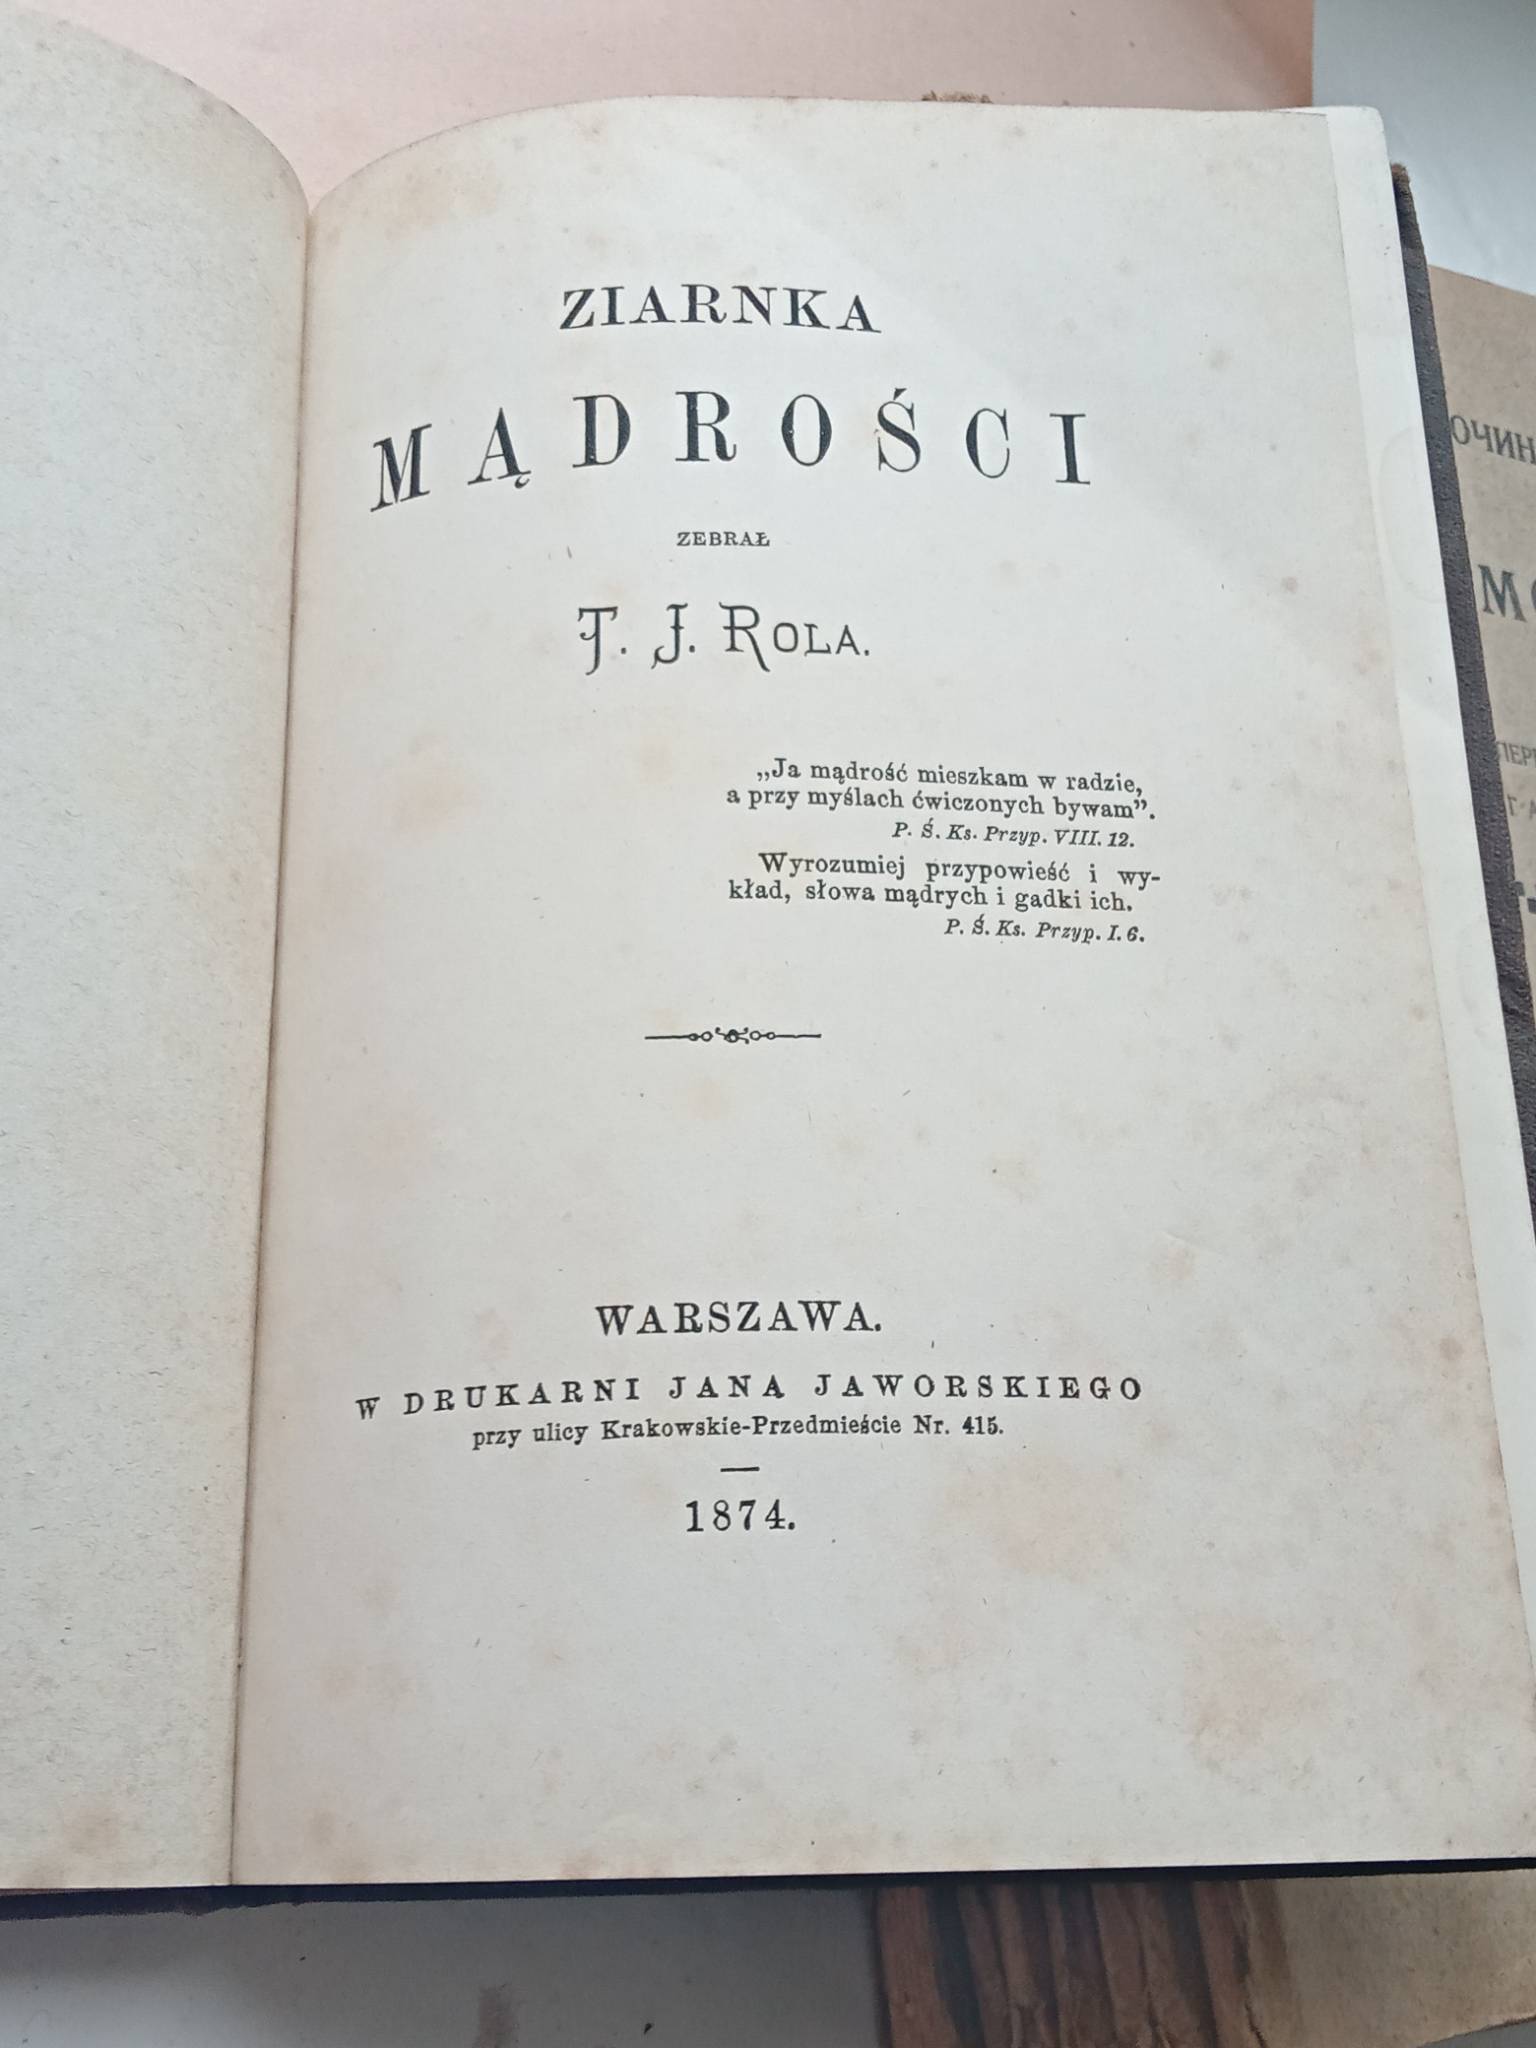 ZIARNKA
MĄDROŚCI
ZEBRAŁ
T. J. ROLA.
„Ja mądrość mieszkam w radzie,
a przy myślach ćwiczonych bywam”.
P. Ś. Ks. Przyp. VIII. 12.
Wyrozumiej przypowieść i wy-
kład, słowa mądrych i gadki ich.
P. Ś. Ks. Przyp. I. 6.
WARSZAWA.
W DRUKARNI JANA JAWORSKIEGO
przy ulicy Krakowskie-Przedmieście Nr. 415.
1874.